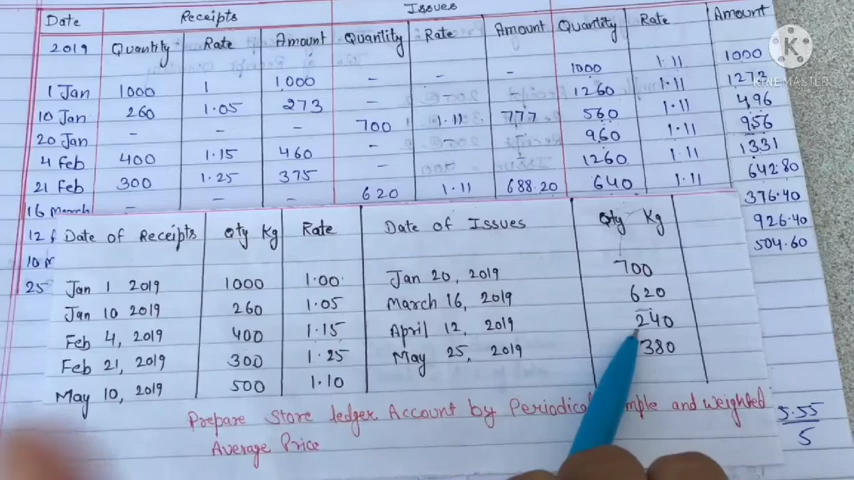 Date Receipts Issues
2019 Quantity Rate Amount Quantity Rate Amount Quantity Rate Amount
1 Jan 1000 1 1000 - - - 1000 1.11 1000
10 Jan 260 1.05 273 - - - 1260 1.11 1273
20 Jan - - - 700 1.11 777 560 1.11 496
4 Feb 400 1.15 460 - - - 960 1.11 956
21 Feb 300 1.25 375 - - - 1260 1.11 1331
16 March - - - 620 1.11 688.20 640 1.11 642.80
12 376.40
10 926.40
25 504.60
Date of Receipts Qty Kg Rate Date of Issues Qty Kg
Jan 1 2019 1000 1.00 Jan 20, 2019 700
Jan 10 2019 260 1.05 March 16, 2019 620
Feb 4, 2019 400 1.15 April 12, 2019 240
Feb 21, 2019 300 1.25 May 25, 2019 380
May 10, 2019 500 1.10
Prepare Store ledger Account by Periodical Simple and weighted
Average Price
5.55
5
KINEMASTER